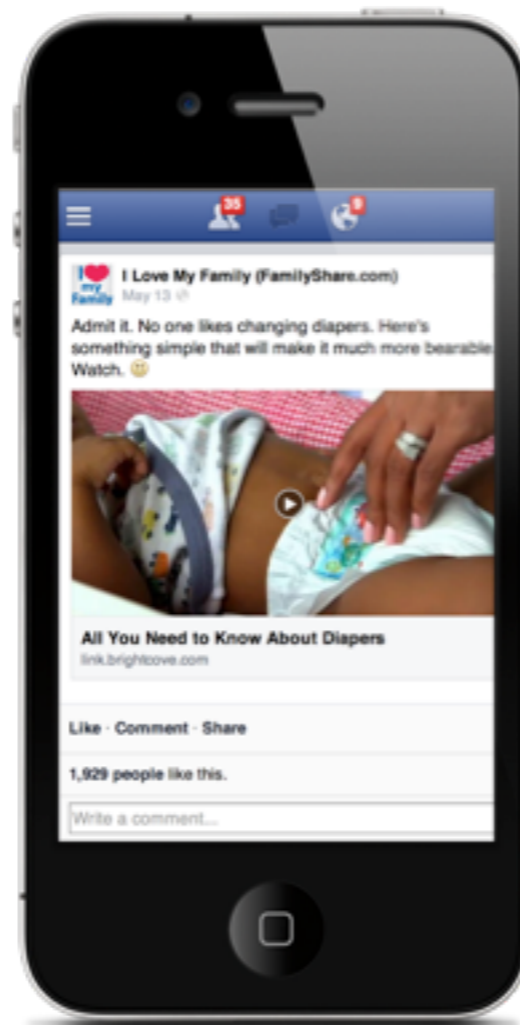 35
9
I
my
Family
I Love My Family (FamilyShare.com)
May 13
Admit it. No one likes changing diapers. Here's
something simple that will make it much more bearable.
Watch.
All You Need to Know About Diapers
link.brightcove.com
Like · Comment · Share
1,929 people like this.
Write a comment...